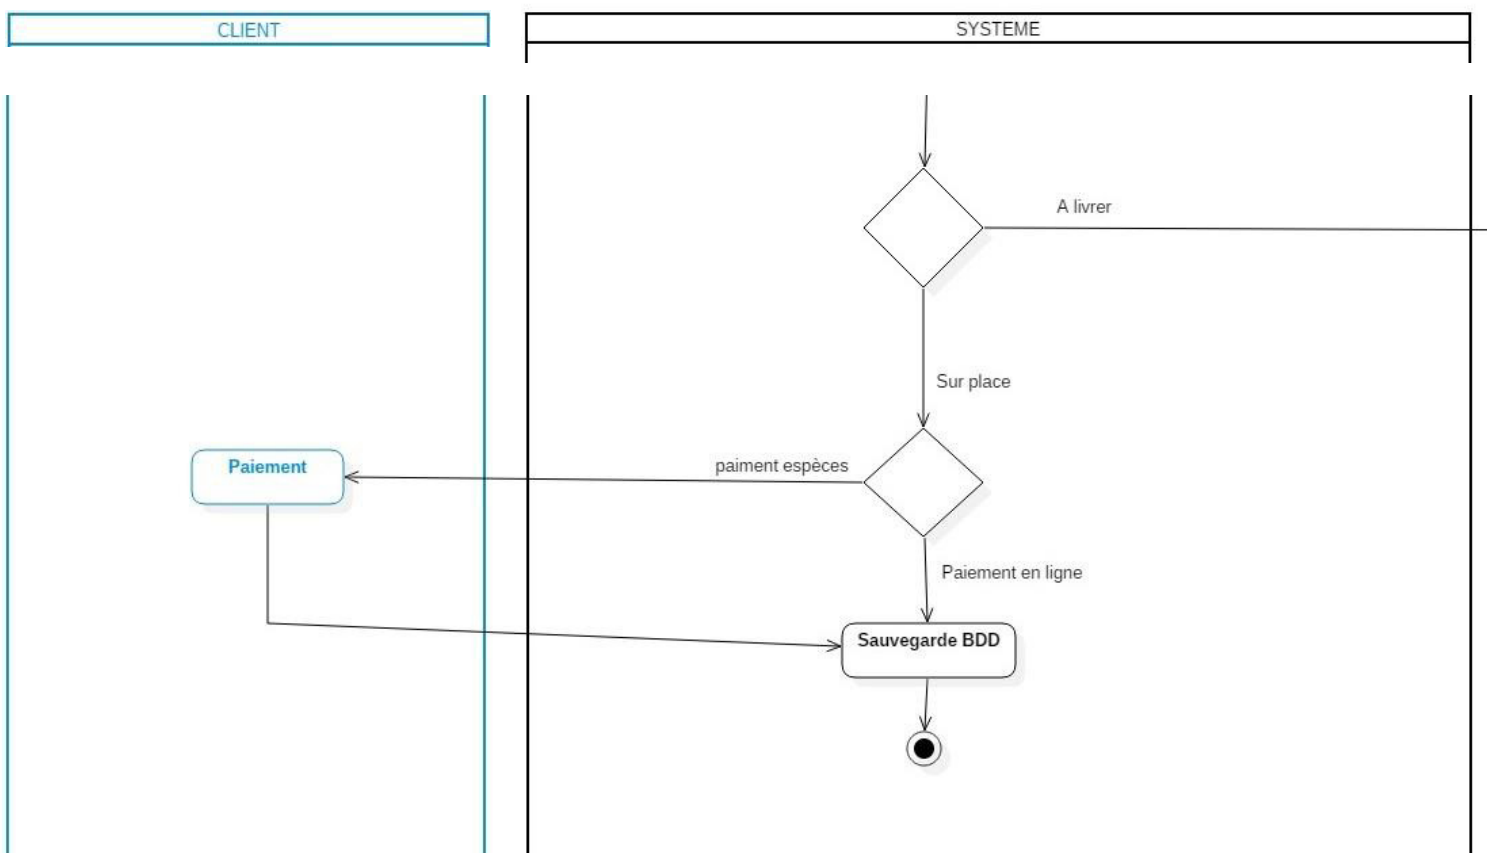 CLIENT
SYSTEME
A livrer
Sur place
paiment espèces
Paiement
Paiement en ligne
Sauvegarde BDD